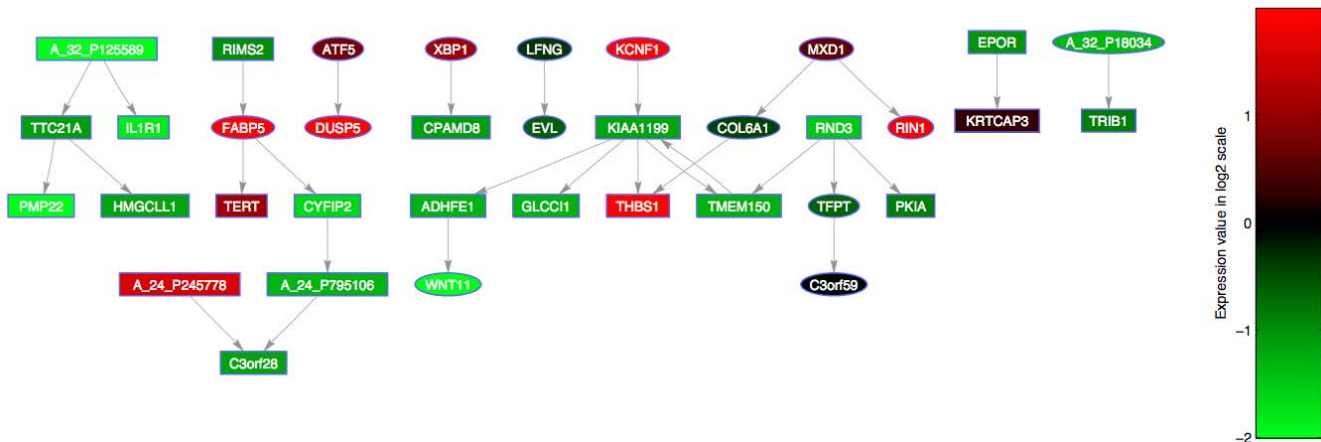 A_32_P125589
RIMS2
ATF5
XBP1
LFNG
KCNF1
MXD1
EPOR
A_32_P18034
TTC21A
IL1R1
FABP5
DUSP5
CPAMD8
EVL
KIAA1199
COL6A1
RND3
RIN1
KRTCAP3
TRIB1
PMP22
HMGCLL1
TERT
CYFIP2
ADHFE1
GLCCI1
THBS1
TMEM150
TFPT
PKIA
A_24_P245778
A_24_P795106
WNT11
C3orf59
C3orf28
Expression value in log2 scale
1
0
−1
−2